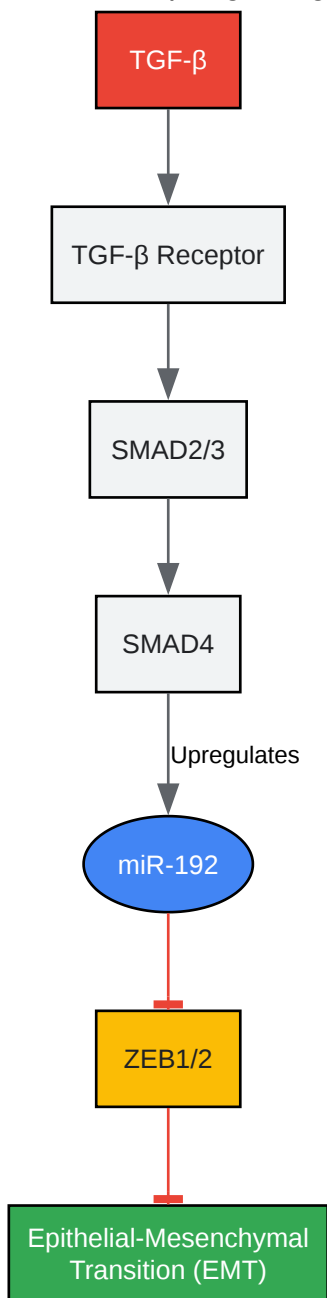 TGF-β
TGF-β Receptor
SMAD2/3
SMAD4
Upregulates
miR-192
ZEB1/2
Epithelial-Mesenchymal
Transition (EMT)